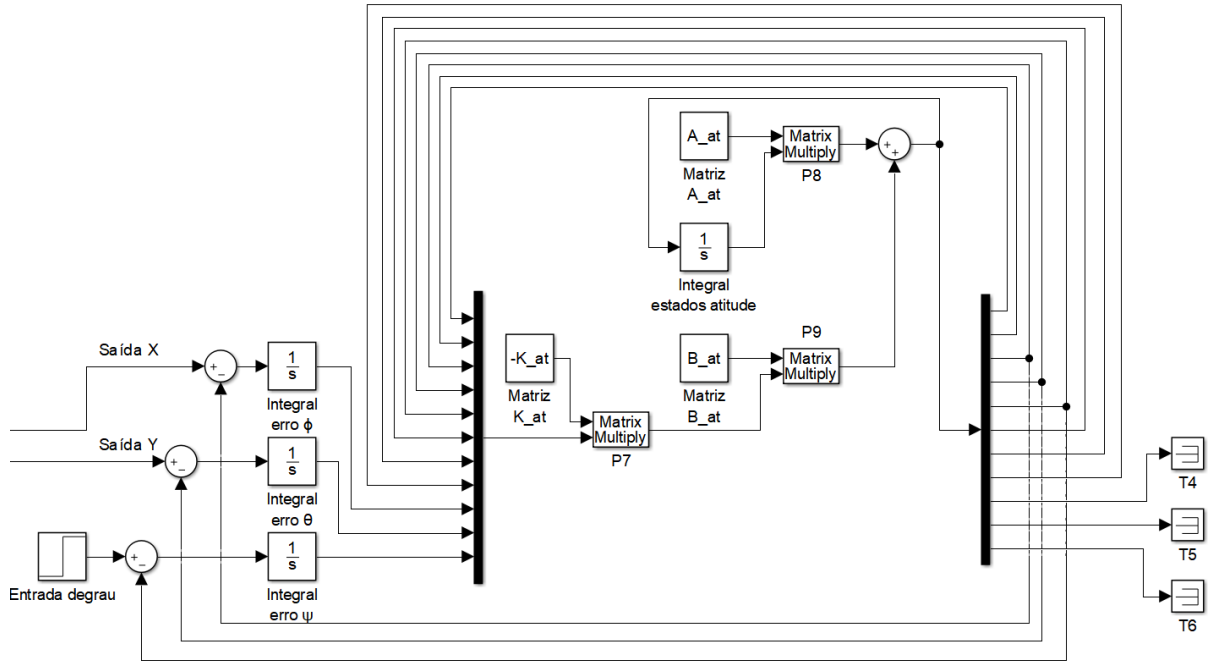 A_at
Matrix
Multiply
P8
+
+
Matriz
A_at
1
s
Integral
estados atitude
P9
Saída X
+
−
1
s
Integral
erro ϕ
-K_at
Matriz
K_at
Matrix
Multiply
P7
B_at
Matriz
B_at
Matrix
Multiply
Saída Y
+
−
1
s
Integral
erro θ
T4
T5
T6
Entrada degrau
+
−
1
s
Integral
erro ψ